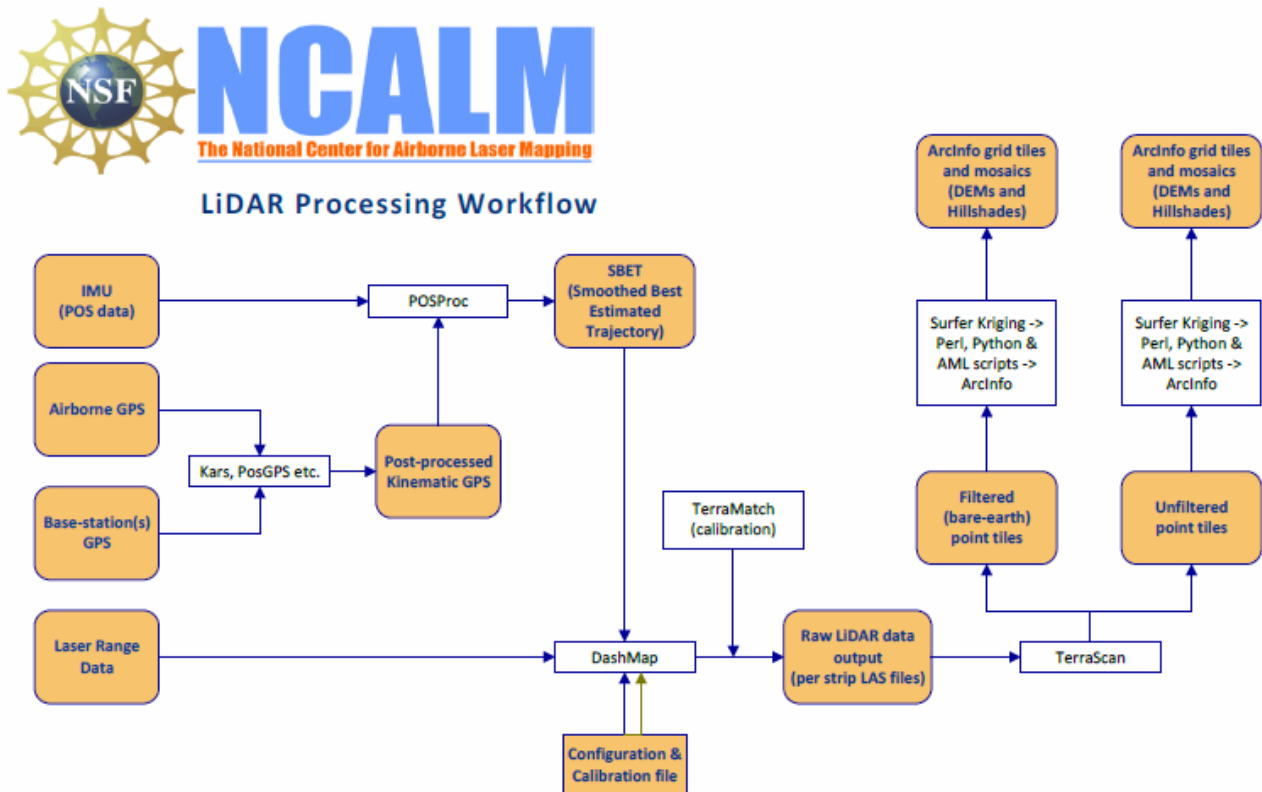 NSF
NCALM
The National Center for Airborne Laser Mapping
LiDAR Processing Workflow
IMU
(POS data)
POSProc
SBET
(Smoothed Best
Estimated
Trajectory)
Airborne GPS
Kars, PosGPS etc.
Post-processed
Kinematic GPS
Base-station(s)
GPS
Laser Range
Data
DashMap
Configuration &
Calibration file
TerraMatch
(calibration)
Raw LiDAR data
output
(per strip LAS files)
TerraScan
Filtered
(bare-earth)
point tiles
Unfiltered
point tiles
Surfer Kriging ->
Perl, Python &
AML scripts ->
ArcInfo
Surfer Kriging ->
Perl, Python &
AML scripts ->
ArcInfo
ArcInfo grid tiles
and mosaics
(DEMs and
Hillshades)
ArcInfo grid tiles
and mosaics
(DEMs and
Hillshades)